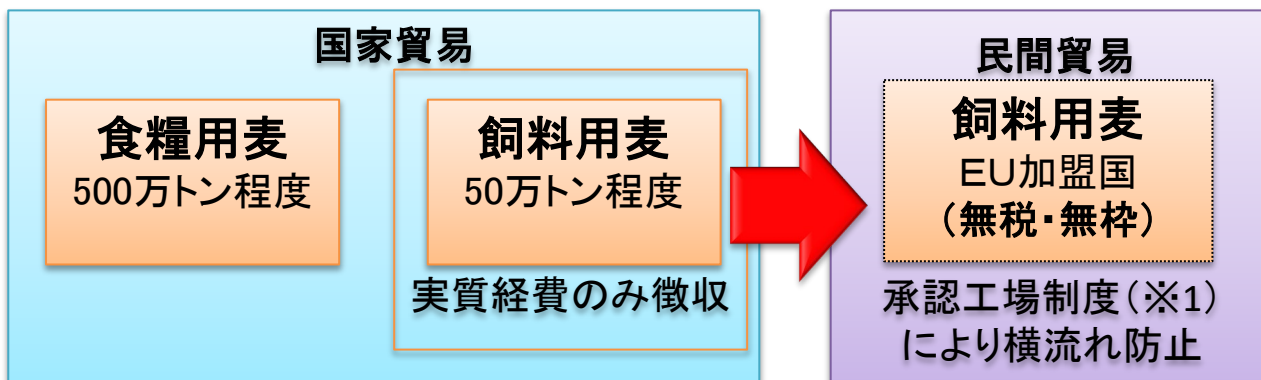 国家貿易
食糧用麦
500万トン程度
飼料用麦
50万トン程度
実質経費のみ徴収
民間貿易
飼料用麦
EU加盟国
(無税・無枠)
承認工場制度(※1)
により横流れ防止